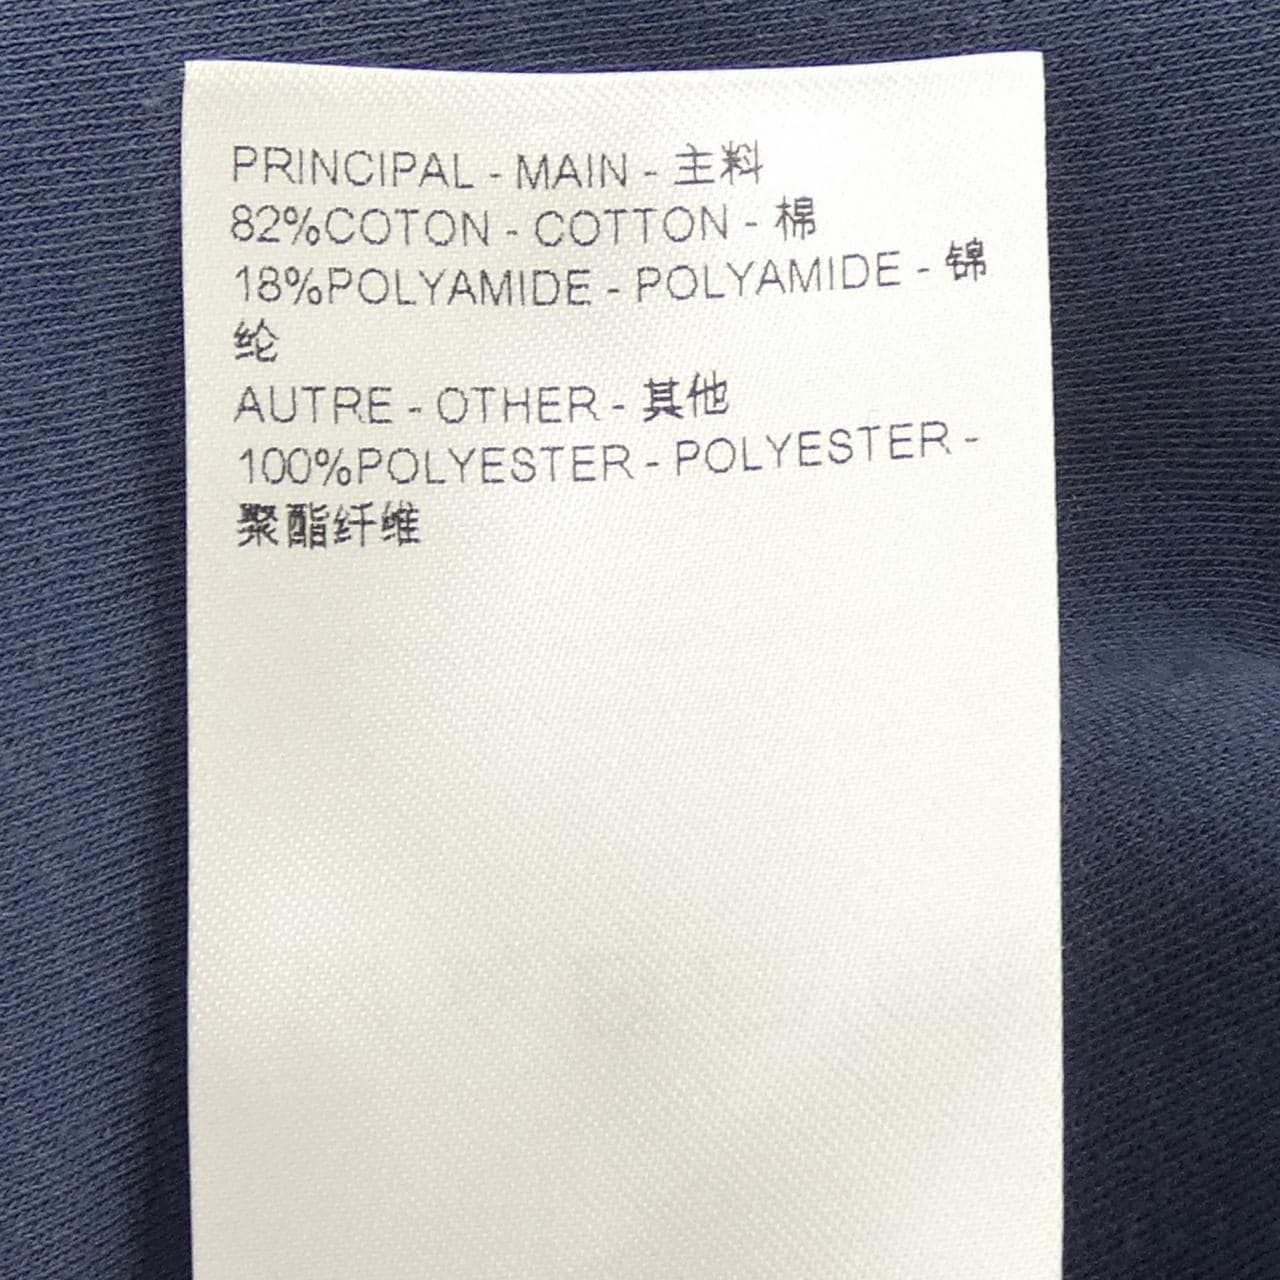 PRINCIPAL - MAIN - 主料
82%COTON - COTTON - 棉
18%POLYAMIDE - POLYAMIDE - 锦
纶
AUTRE - OTHER - 其他
100%POLYESTER - POLYESTER -
聚酯纤维